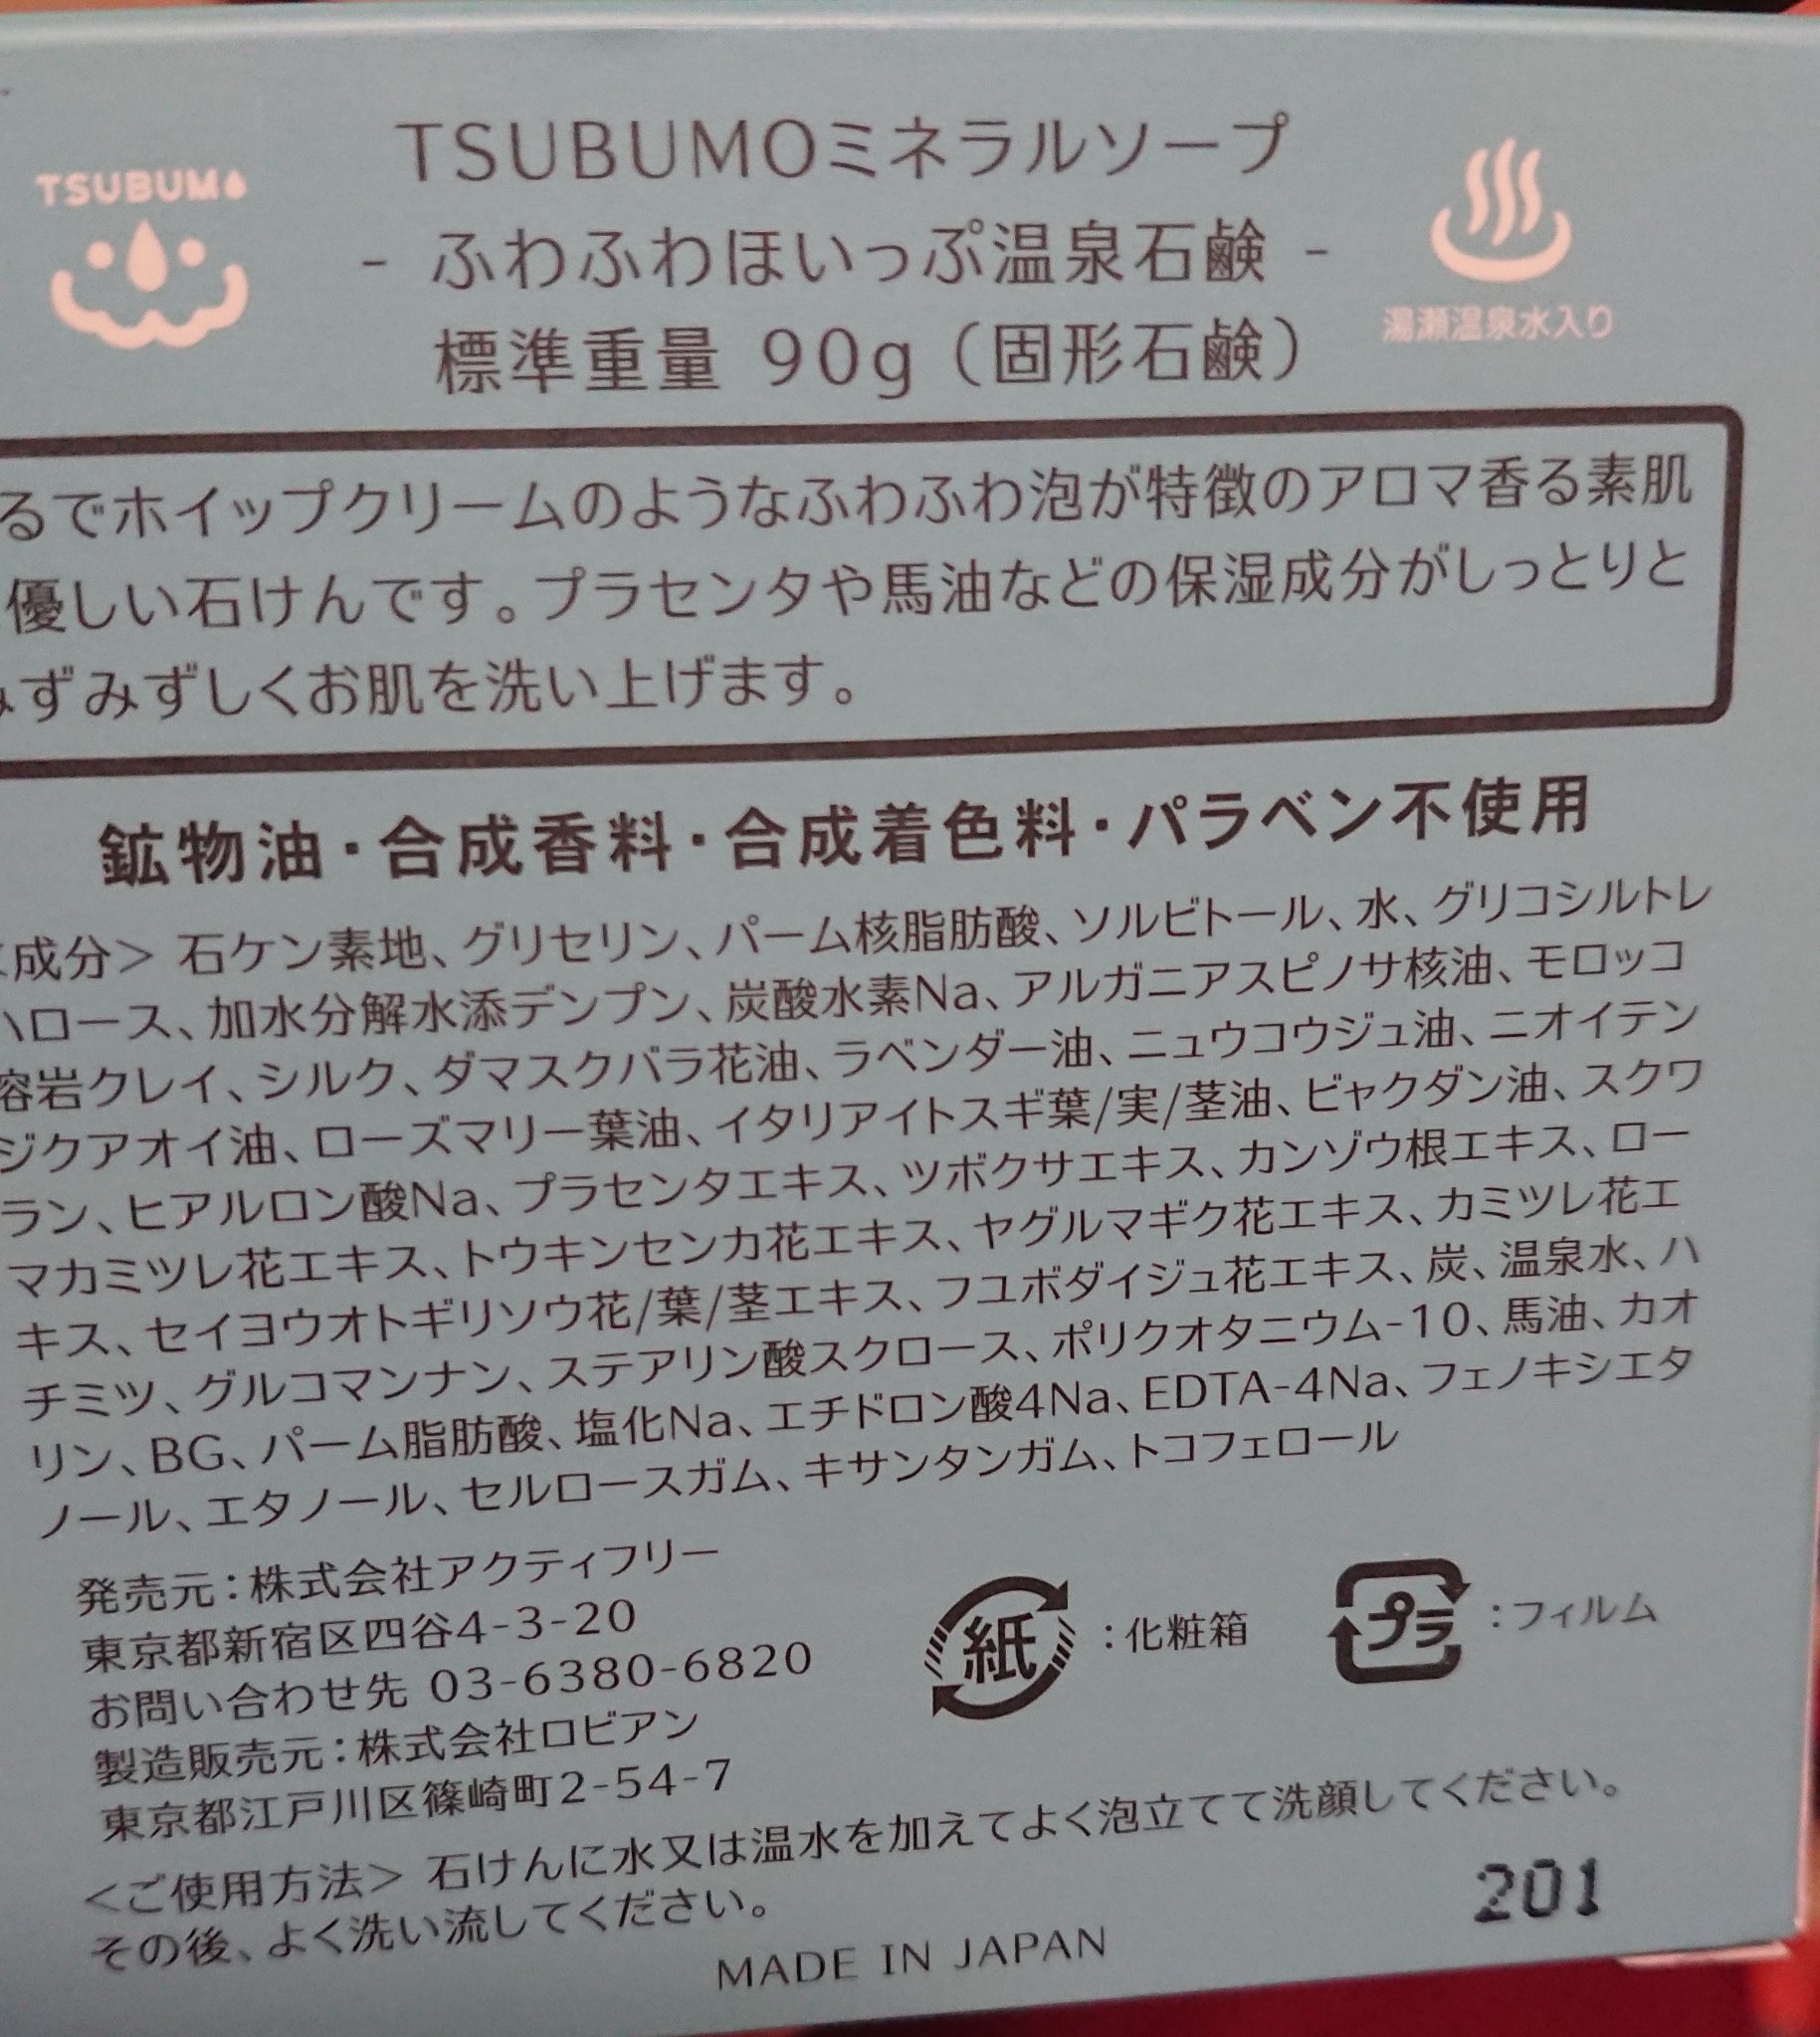 TSUBUMO
TSUBUMOミネラルソープ
- ふわふわほいっぷ温泉石鹸 -
標準重量 90g（固形石鹸）
湯瀬温泉水入り
るでホイップクリームのようなふわふわ泡が特徴のアロマ香る素肌
優しい石けんです。プラセンタや馬油などの保湿成分がしっとりと
みずみずしくお肌を洗い上げます。
鉱物油・合成香料・合成着色料・パラベン不使用
成分＞ 石ケン素地、グリセリン、パーム核脂肪酸、ソルビトール、水、グリコシルトレ
ハロース、加水分解水添デンプン、炭酸水素Na、アルガニアスピノサ核油、モロッコ
溶岩クレイ、シルク、ダマスクバラ花油、ラベンダー油、ニュウコウジュ油、ニオイテン
ジクアオイ油、ローズマリー葉油、イタリアイトスギ葉/実/茎油、ビャクダン油、スクワ
ラン、ヒアルロン酸Na、プラセンタエキス、ツボクサエキス、カンゾウ根エキス、ロー
マカミツレ花エキス、トウキンセンカ花エキス、ヤグルマギク花エキス、カミツレ花エ
キス、セイヨウオトギリソウ花/葉/茎エキス、フユボダイジュ花エキス、炭、温泉水、ハ
チミツ、グルコマンナン、ステアリン酸スクロース、ポリクオタニウム-10、馬油、カオ
リン、BG、パーム脂肪酸、塩化Na、エチドロン酸4Na、EDTA-4Na、フェノキシエタ
ノール、エタノール、セルロースガム、キサンタンガム、トコフェロール
発売元：株式会社アクティフリー
東京都新宿区四谷4-3-20
お問い合わせ先 03-6380-6820
製造販売元：株式会社ロビアン
東京都江戸川区篠崎町2-54-7
紙 ：化粧箱
プラ ：フィルム
＜ご使用方法＞ 石けんに水又は温水を加えてよく泡立てて洗顔してください。
その後、よく洗い流してください。
201
MADE IN JAPAN